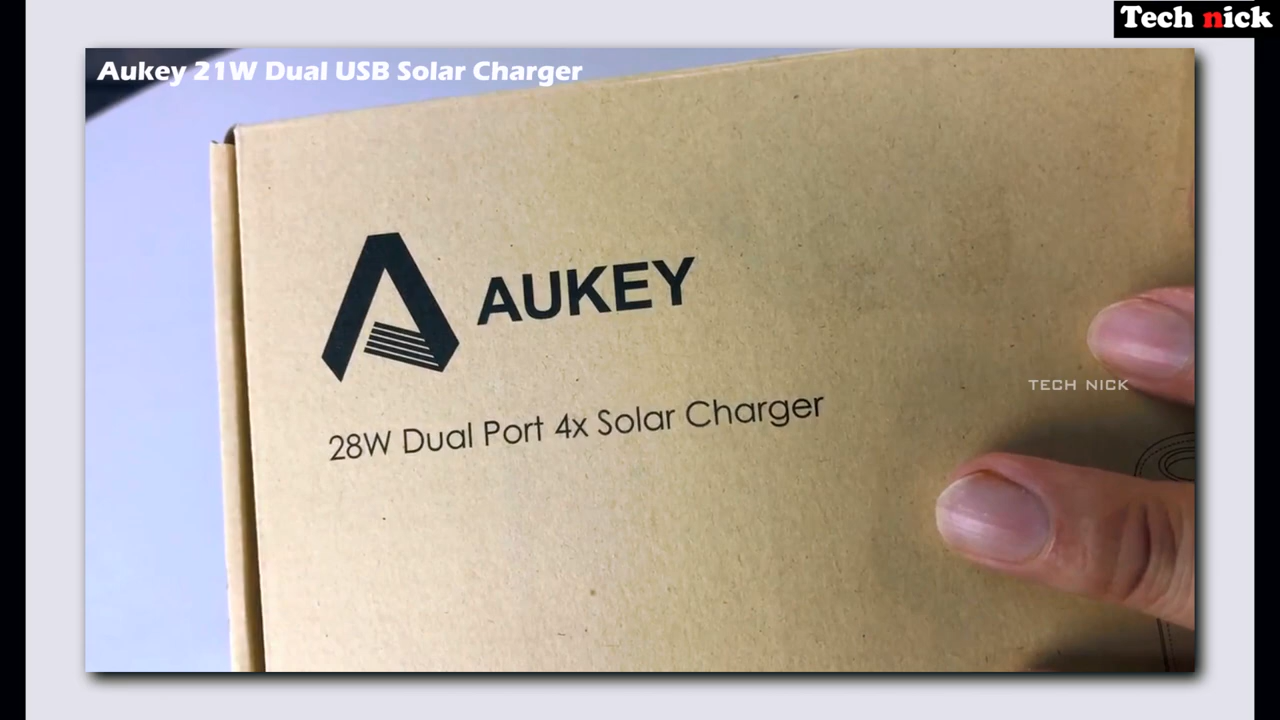 Tech nick
Aukey 21W Dual USB Solar Charger
AUKEY
TECH NICK
28W Dual Port 4x Solar Charger